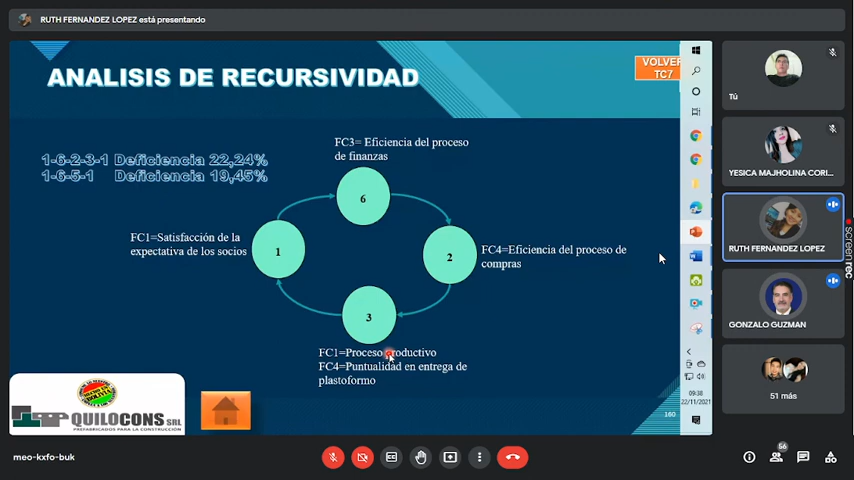 RUTH FERNANDEZ LOPEZ está presentando
ANALISIS DE RECURSIVIDAD
VOLVER
TC7
1-6-2-3-1 Deficiencia 22,24%
1-6-5-1 Deficiencia 19,45%
FC3= Eficiencia del proceso
de finanzas
6
FC1=Satisfacción de la
expectativa de los socios
1
2
FC4=Eficiencia del proceso de
compras
3
FC1=Proceso productivo
FC4=Puntualidad en entrega de
plastoformo
QUILOCONS SRL
PREFABRICADOS PARA LA CONSTRUCCIÓN
160
09:38
22/11/2021
Tú
YESICA MAJHOLINA CORI...
RUTH FERNANDEZ LOPEZ
GONZALO GUZMAN
51 más
screenrec
meo-kxfo-buk
56